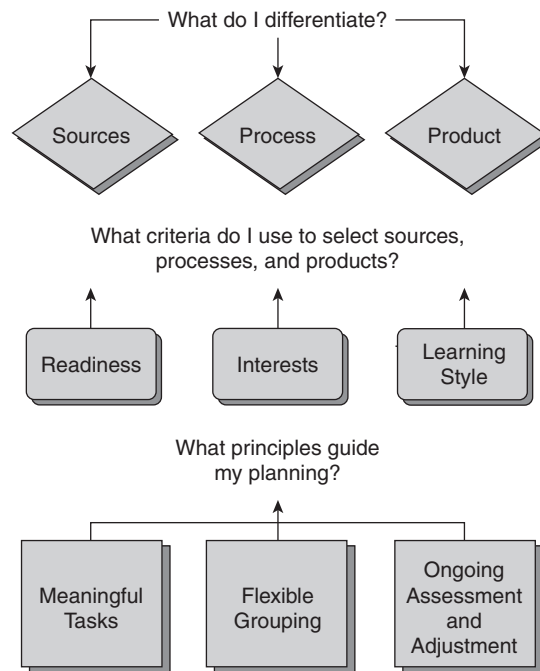 What do I differentiate?
Sources
Process
Product
What criteria do I use to select sources,
processes, and products?
Readiness
Interests
Learning
Style
What principles guide
my planning?
Meaningful
Tasks
Flexible
Grouping
Ongoing
Assessment
and
Adjustment